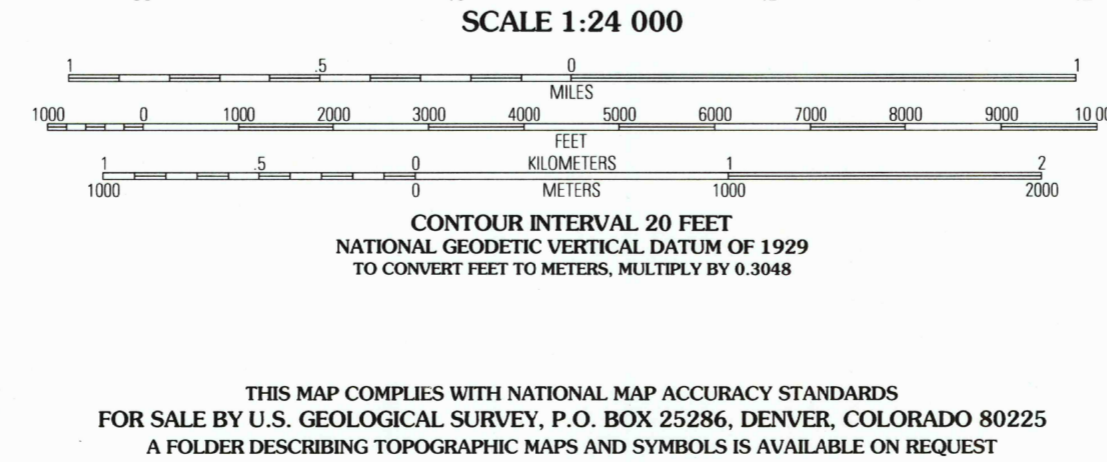 SCALE 1:24 000
1 .5 0 1
MILES
1000 0 1000 2000 3000 4000 5000 6000 7000 8000 9000 10 00
FEET
1 .5 0 KILOMETERS 1 2
1000 0 METERS 1000 2000
CONTOUR INTERVAL 20 FEET
NATIONAL GEODETIC VERTICAL DATUM OF 1929
TO CONVERT FEET TO METERS, MULTIPLY BY 0.3048
THIS MAP COMPLIES WITH NATIONAL MAP ACCURACY STANDARDS
FOR SALE BY U.S. GEOLOGICAL SURVEY, P.O. BOX 25286, DENVER, COLORADO 80225
A FOLDER DESCRIBING TOPOGRAPHIC MAPS AND SYMBOLS IS AVAILABLE ON REQUEST